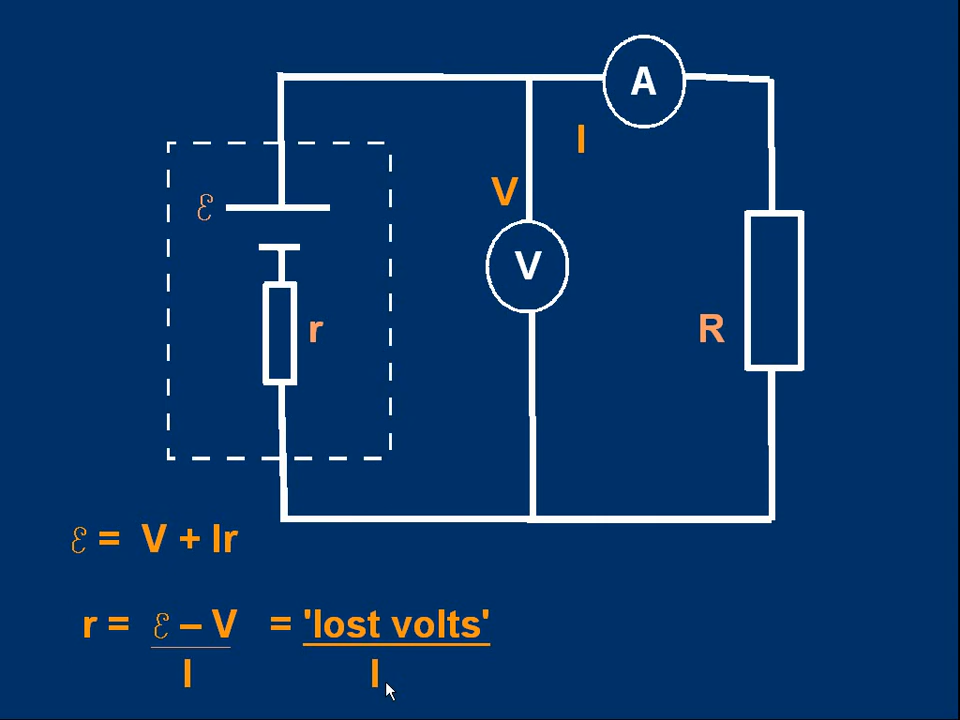 A
I
V
ℰ
V
r
R
ℰ = V + Ir
r = ℰ – V = 'lost volts'
I I